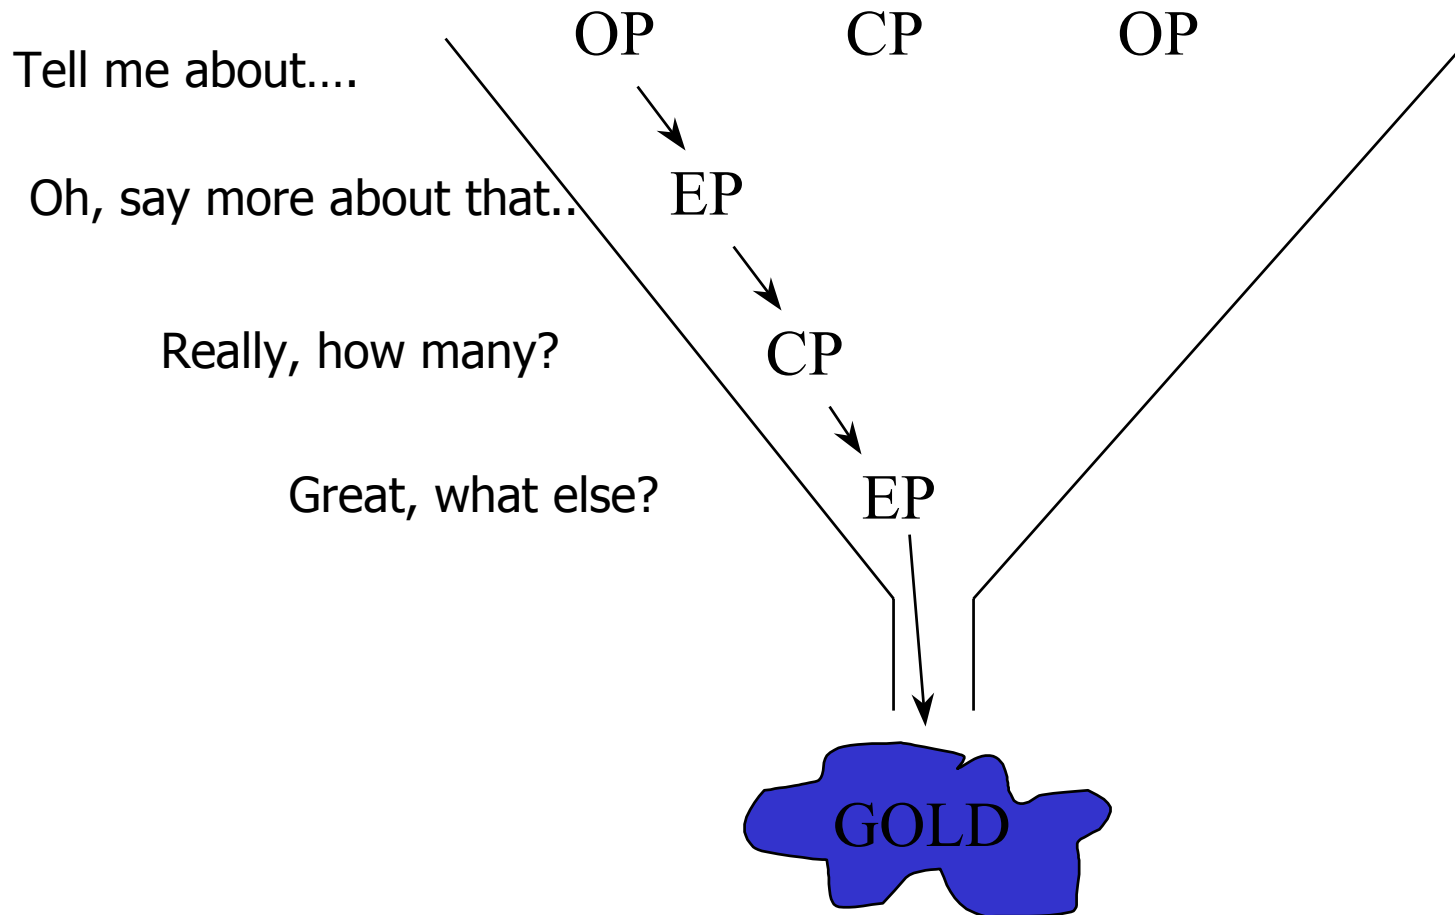 OP CP OP
Tell me about….
Oh, say more about that..
EP
Really, how many?
CP
Great, what else?
EP
GOLD